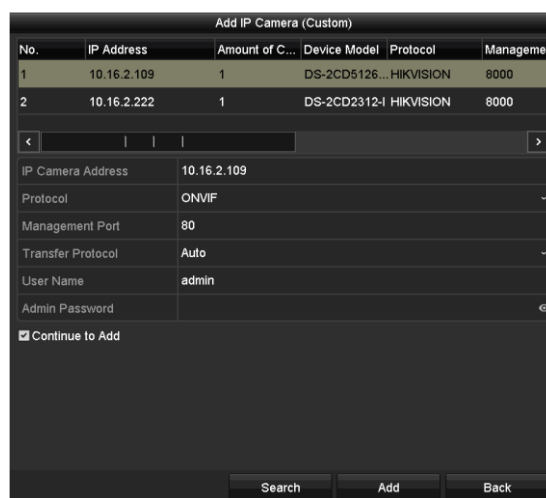 Add IP Camera (Custom)
No. IP Address Amount of C... Device Model Protocol Manageme
1 10.16.2.109 1 DS-2CD5126... HIKVISION 8000
2 10.16.2.222 1 DS-2CD2312-I HIKVISION 8000
IP Camera Address 10.16.2.109
Protocol ONVIF
Management Port 80
Transfer Protocol Auto
User Name admin
Admin Password
Continue to Add
Search Add Back